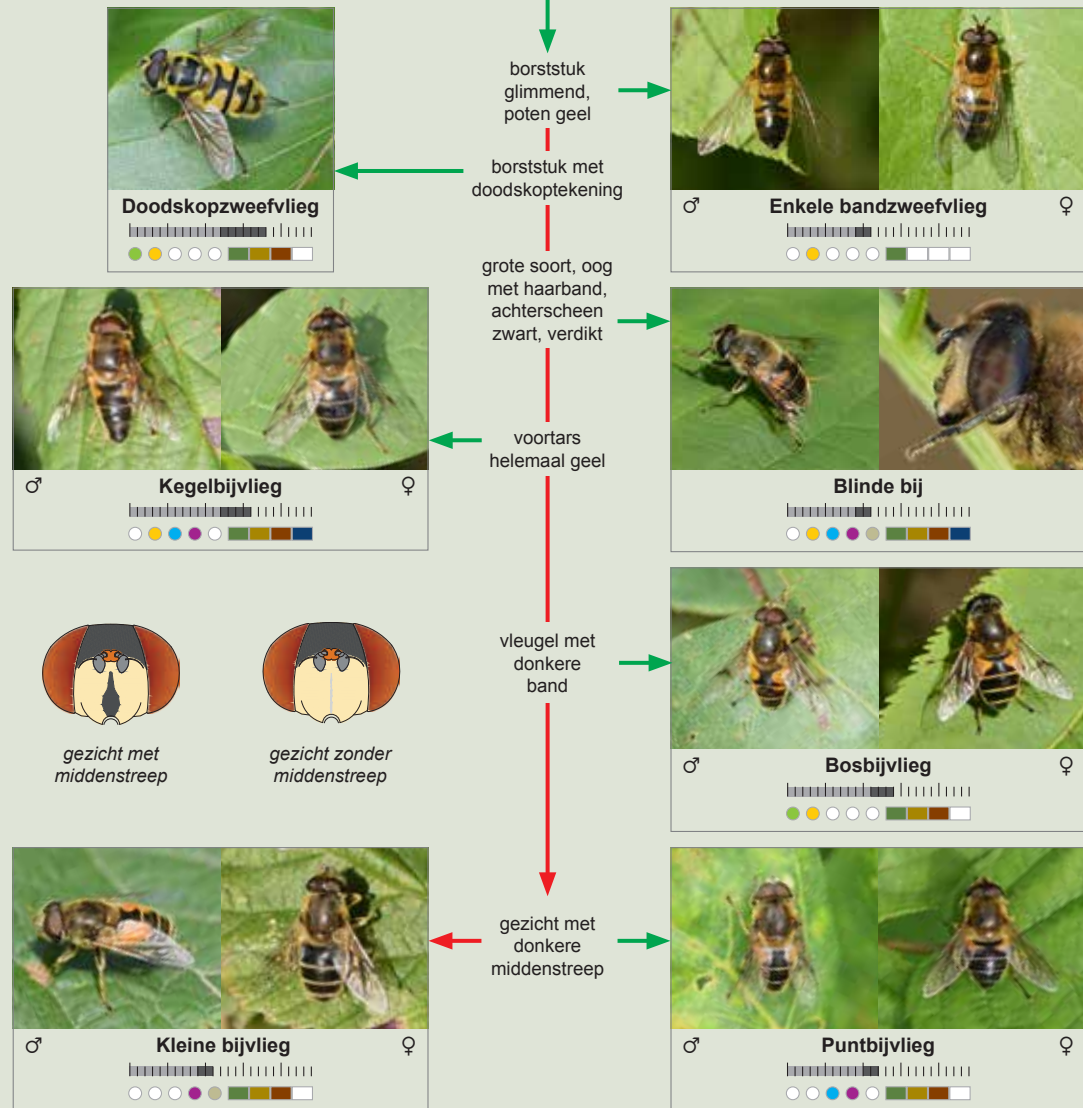 borststuk
glimmend,
poten geel
borststuk met
doodskoptekening
Doodskopzweefvlieg
♂ Enkele bandzweefvlieg ♀
grote soort, oog
met haarband,
achterscheen
zwart, verdikt
voortars
helemaal geel
♂ Kegelbijvlieg ♀
Blinde bij
vleugel met
donkere
band
gezicht met
middenstreep
gezicht zonder
middenstreep
♂ Bosbijvlieg ♀
gezicht met
donkere
middenstreep
♂ Kleine bijvlieg ♀
♂ Puntbijvlieg ♀